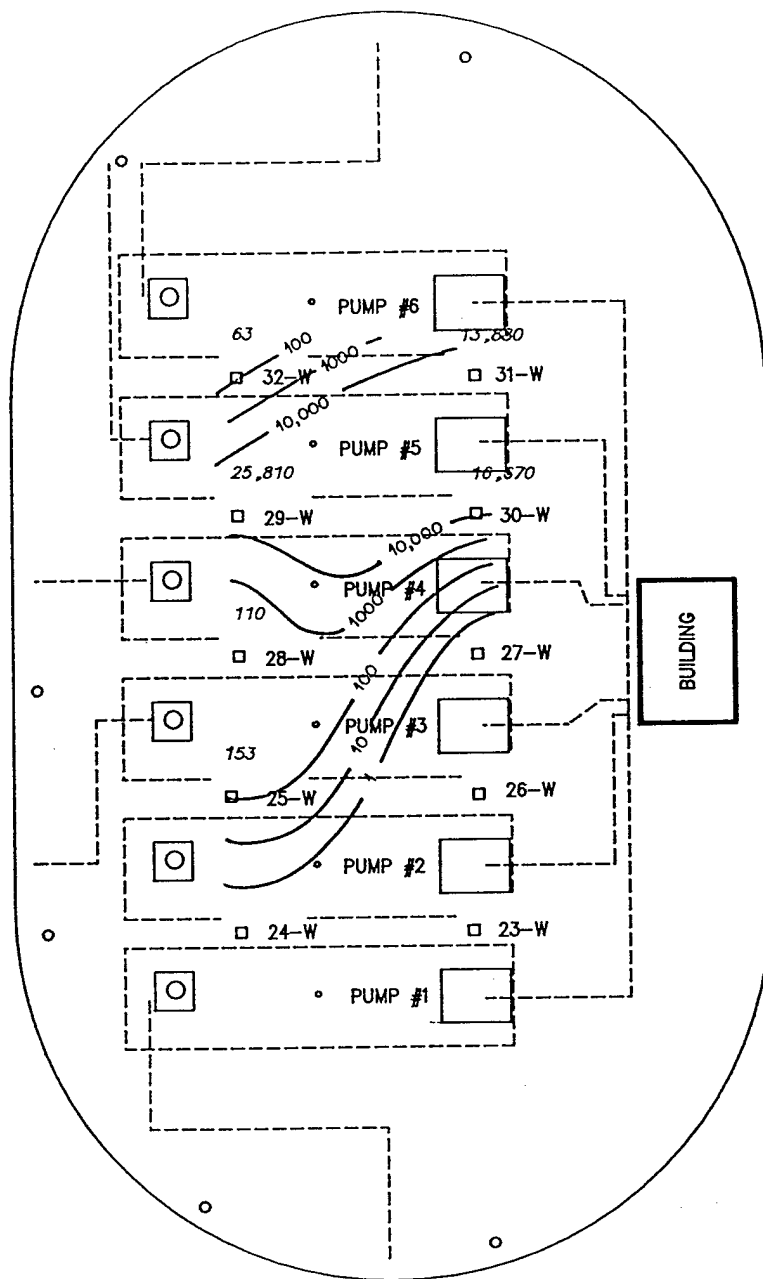 PUMP #6
63
100
1000
13,830
32-W
31-W
10,000
PUMP #5
25,810
16,570
29-W
30-W
10,000
PUMP #4
1000
110
28-W
27-W
100
BUILDING
PUMP #3
10
153
1
25-W
26-W
PUMP #2
24-W
23-W
PUMP #1